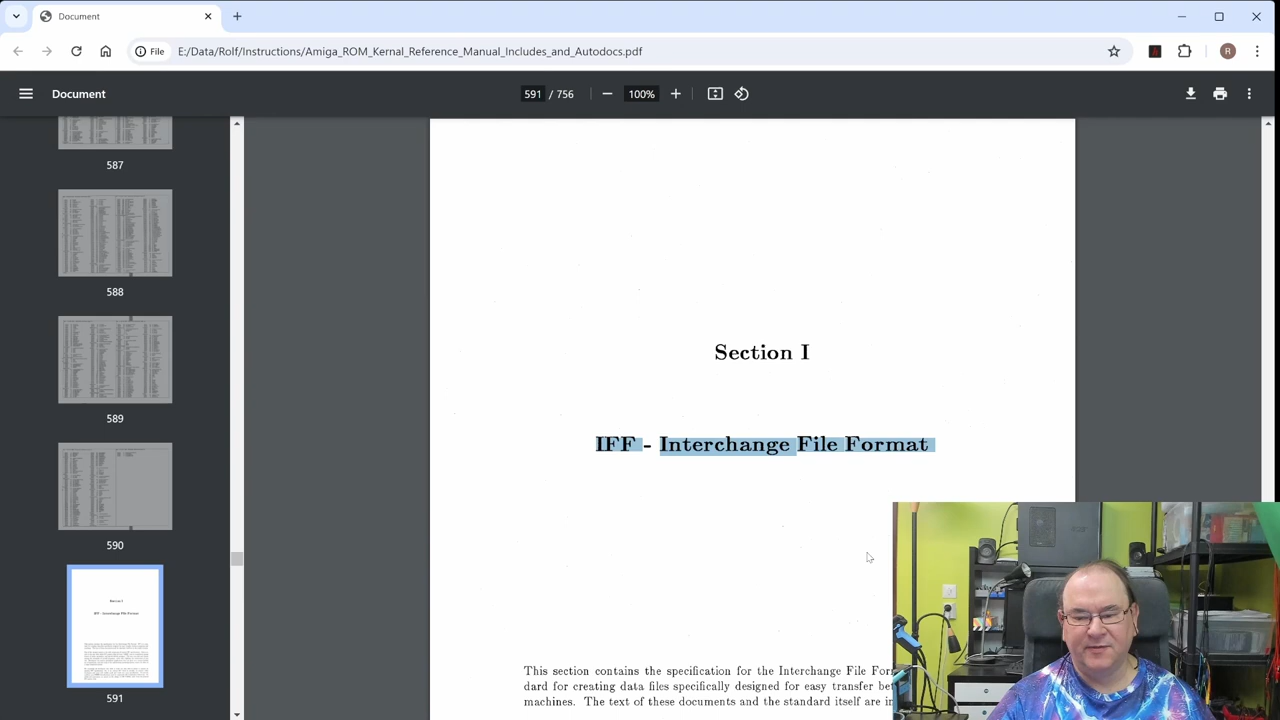 Document
File
E:/Data/Rolf/Instructions/Amiga_ROM_Kernal_Reference_Manual_Includes_and_Autodocs.pdf
R
Document
591 / 756
100%
587
588
589
590
591
Section I
IFF - Interchange File Format
This section contains the specification for the Interchange File
dard for creating data files specifically designed for easy transfer
machines. The text of these documents and the standard itself are